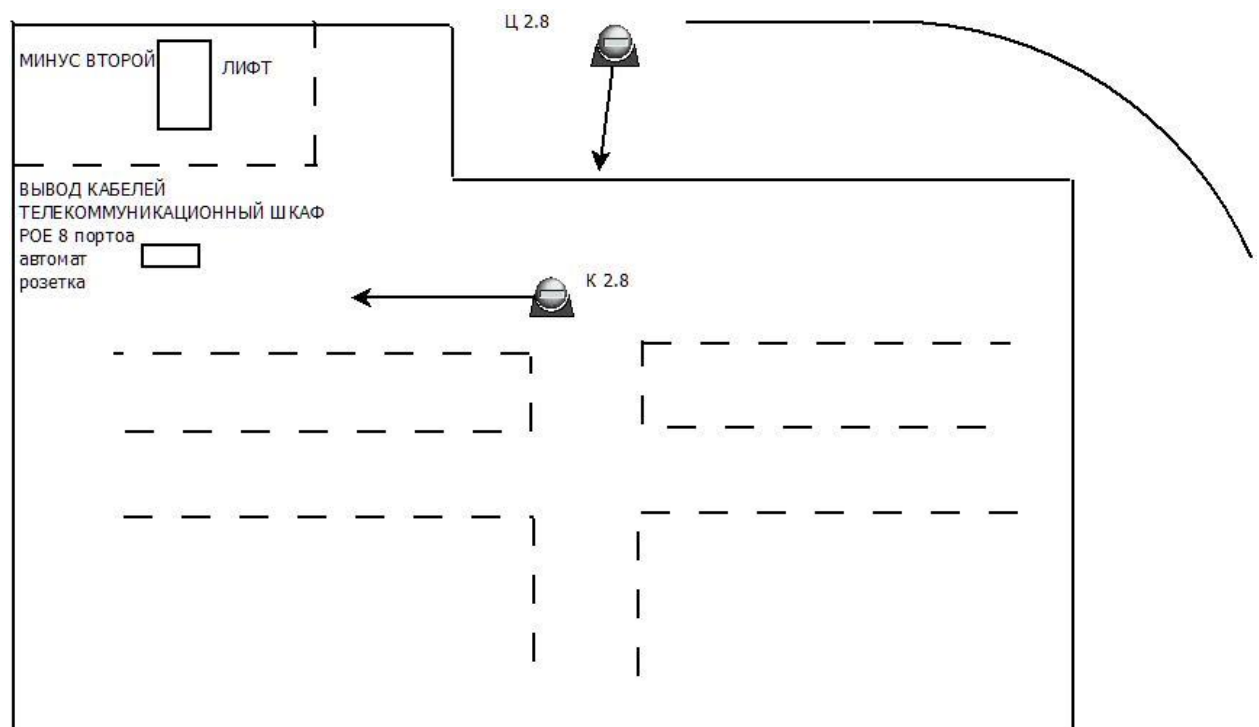 Ц 2.8
МИНУС ВТОРОЙ
ЛИФТ
ВЫВОД КАБЕЛЕЙ
ТЕЛЕКОММУНИКАЦИОННЫЙ ШКАФ
POE 8 портоа
автомат
розетка
К 2.8